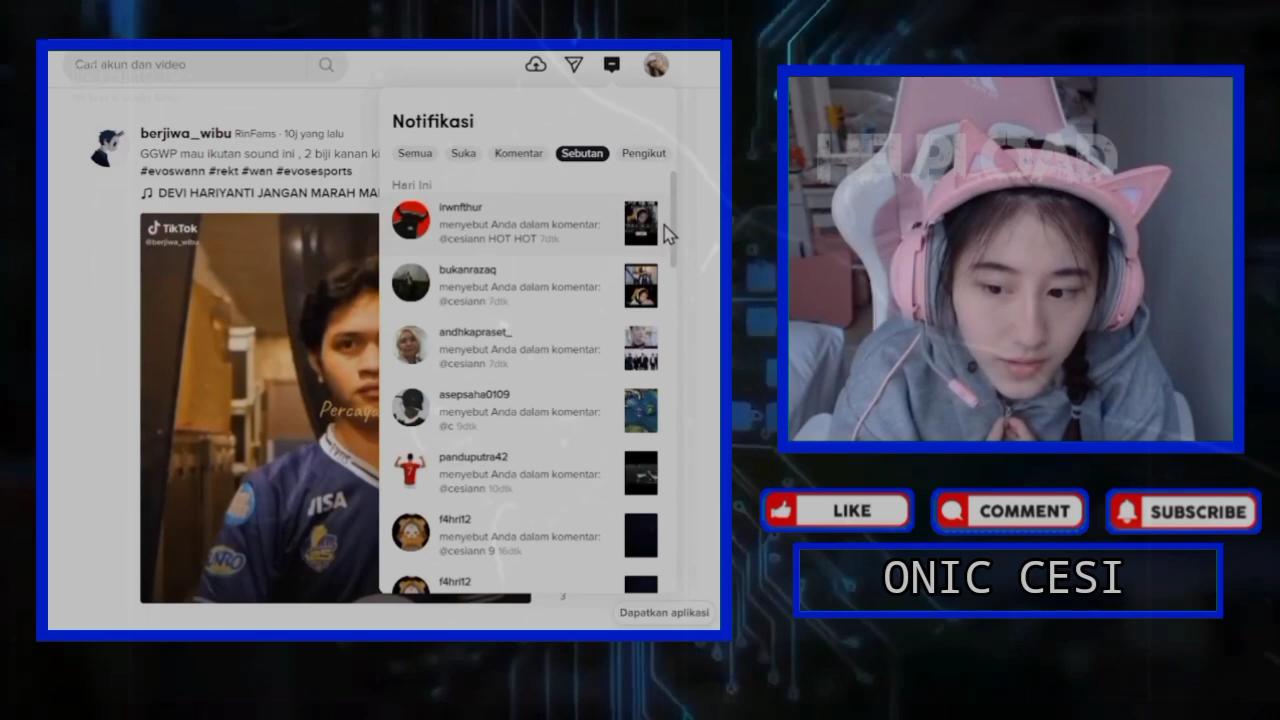 Cari akun dan video
berjiwa_wibu RinFams · 10j yang lalu
GGWP mau ikutan sound ini , 2 biji kanan ki
#evoswann #rekt #wan #evosesports
♫ DEVI HARIYANTI JANGAN MARAH MA
TikTok
@berjiwa_wibu
Percaya
VISA
Notifikasi
Semua Suka Komentar Sebutan Pengikut
Hari Ini
irwnfthur
menyebut Anda dalam komentar:
@cesiann HOT HOT 7dtk
bukanrazaq
menyebut Anda dalam komentar:
@cesiann 7dtk
andhkapraset_
menyebut Anda dalam komentar:
@cesiann 7dtk
asepsaha0109
menyebut Anda dalam komentar:
@c 9dtk
panduputra42
menyebut Anda dalam komentar:
@cesiann 10dtk
f4hri12
menyebut Anda dalam komentar:
@cesiann 9 16dtk
f4hri12
3
Dapatkan aplikasi
LIKE
COMMENT
SUBSCRIBE
ONIC CESI